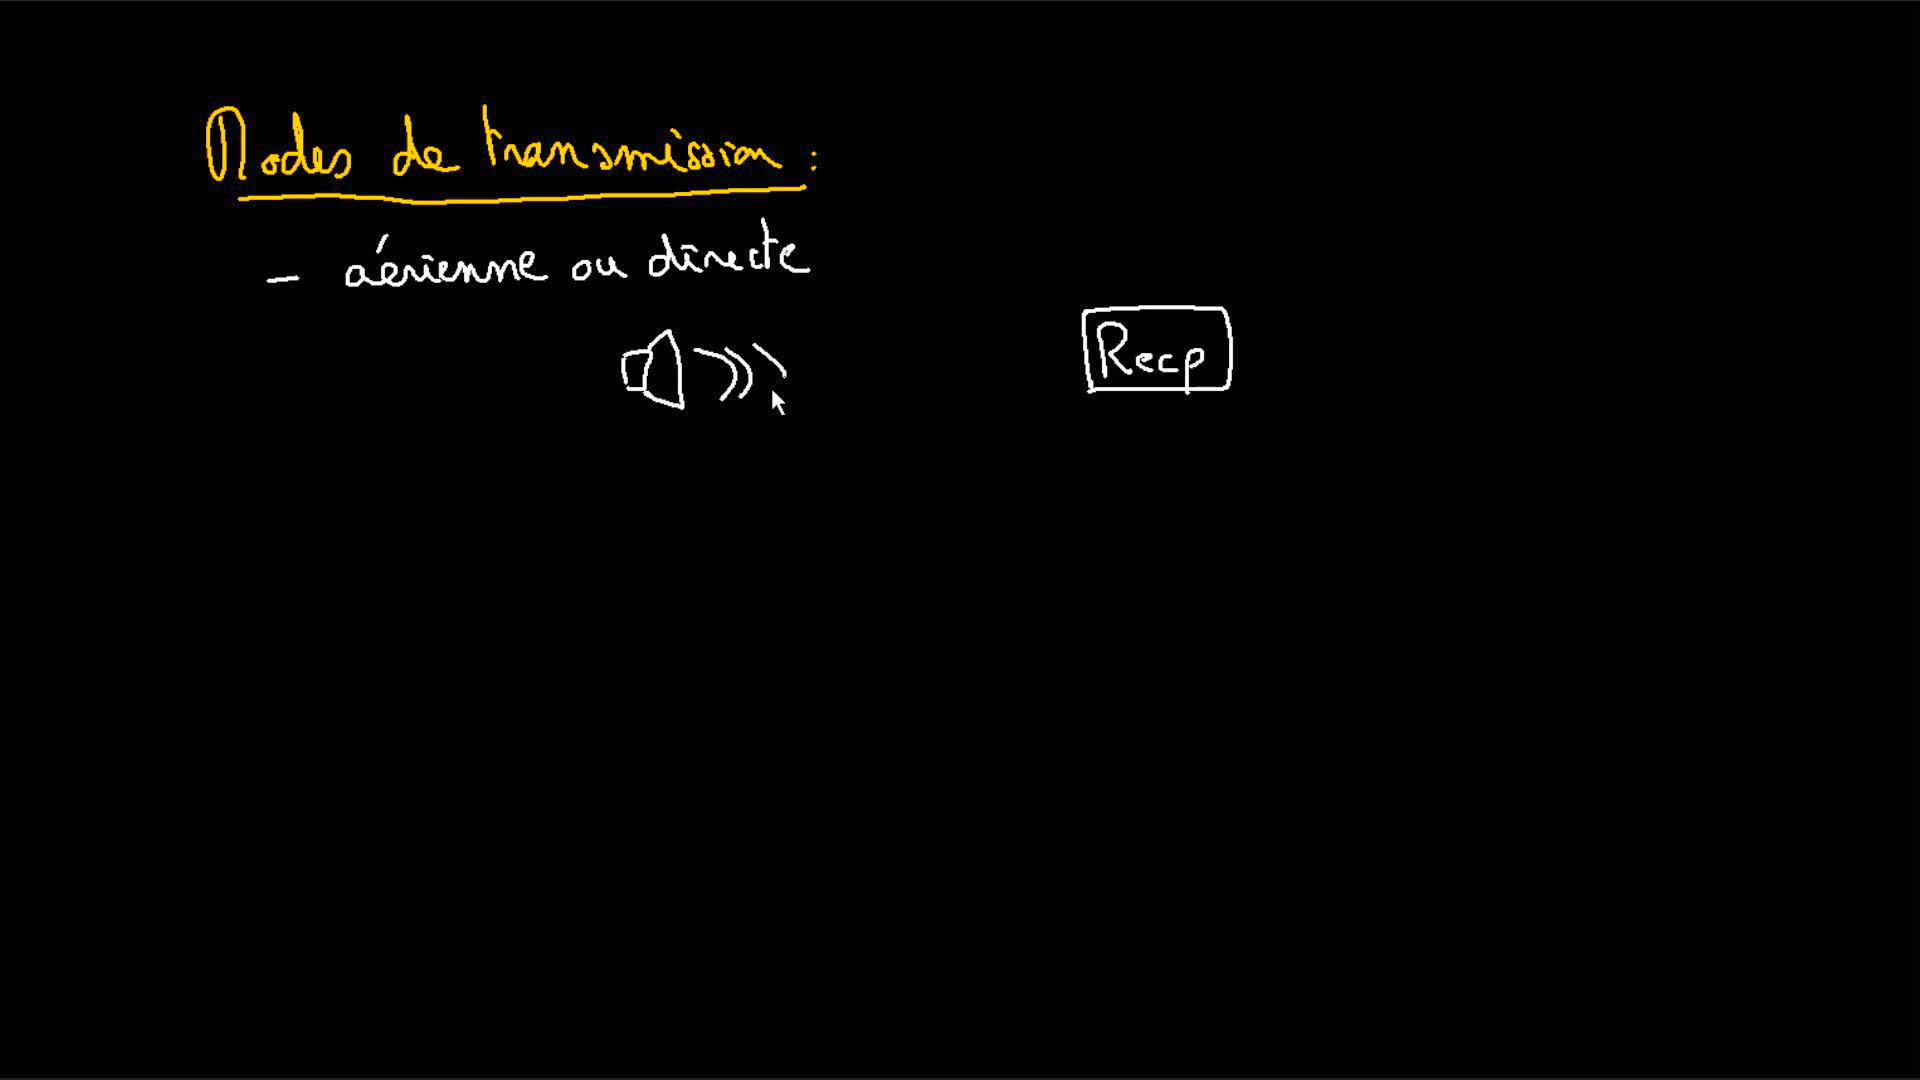 Modes de transmission :
- aérienne ou directe
Recp